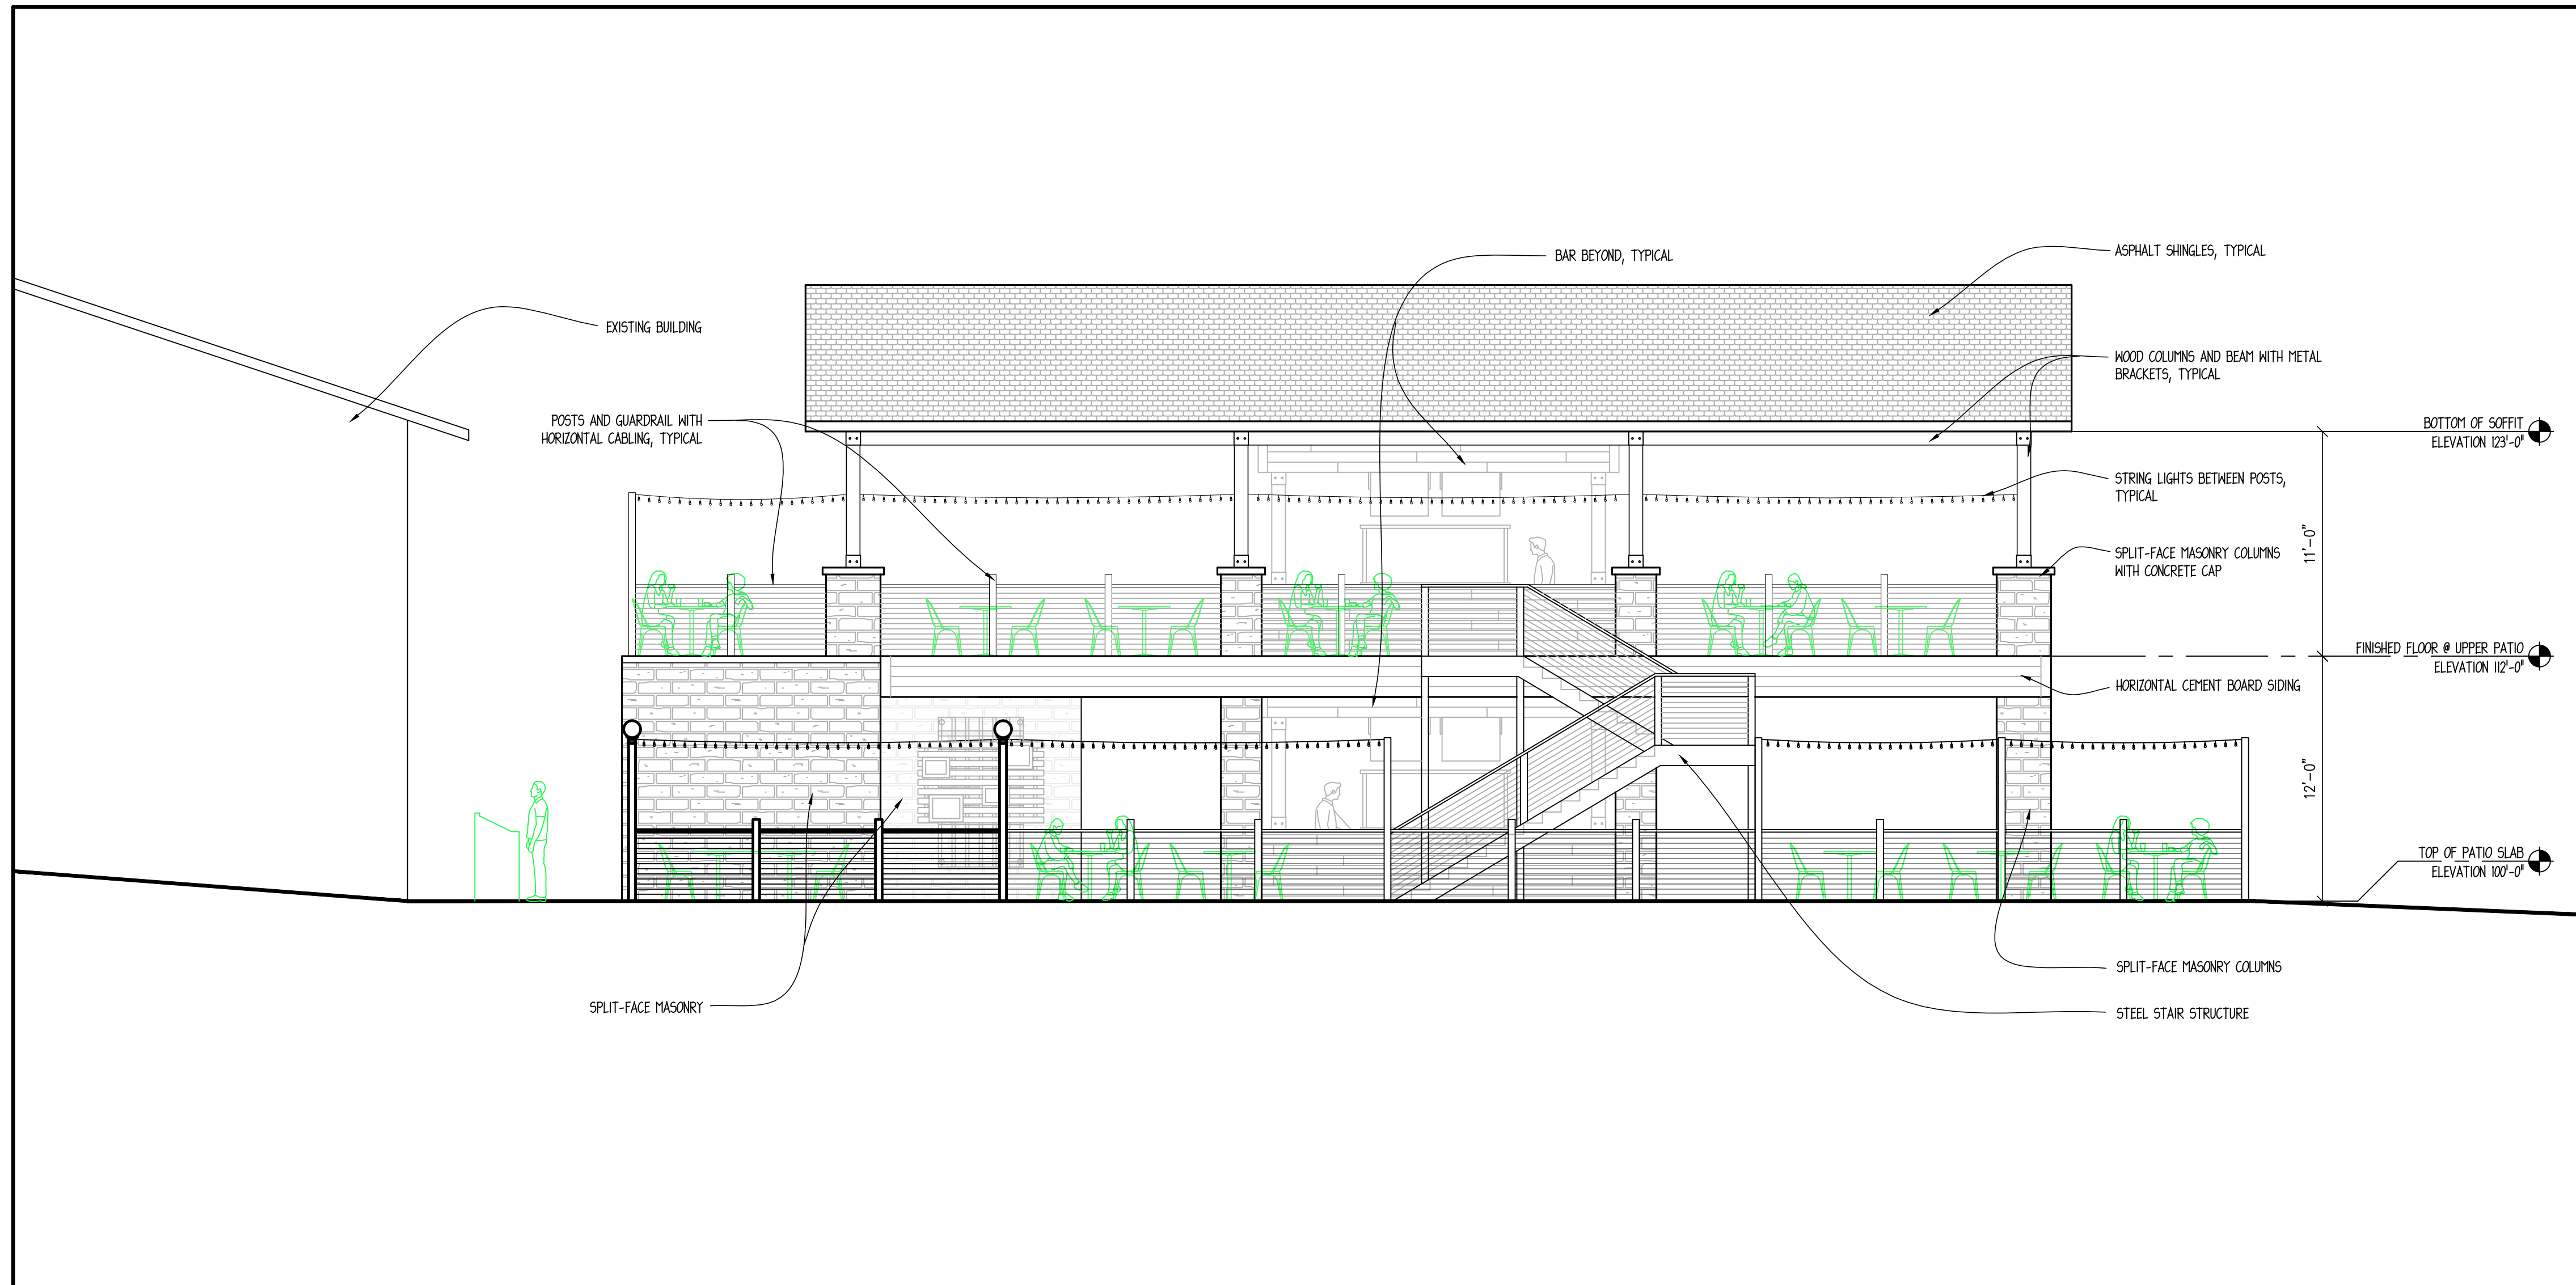 BAR BEYOND, TYPICAL
ASPHALT SHINGLES, TYPICAL
EXISTING BUILDING
WOOD COLUMNS AND BEAM WITH METAL
BRACKETS, TYPICAL
POSTS AND GUARDRAIL WITH
HORIZONTAL CABLING, TYPICAL
BOTTOM OF SOFFIT
ELEVATION 123'-0"
STRING LIGHTS BETWEEN POSTS,
TYPICAL
11'-0"
SPLIT-FACE MASONRY COLUMNS
WITH CONCRETE CAP
FINISHED FLOOR @ UPPER PATIO
ELEVATION 112'-0"
HORIZONTAL CEMENT BOARD SIDING
12'-0"
TOP OF PATIO SLAB
ELEVATION 100'-0"
SPLIT-FACE MASONRY COLUMNS
SPLIT-FACE MASONRY
STEEL STAIR STRUCTURE